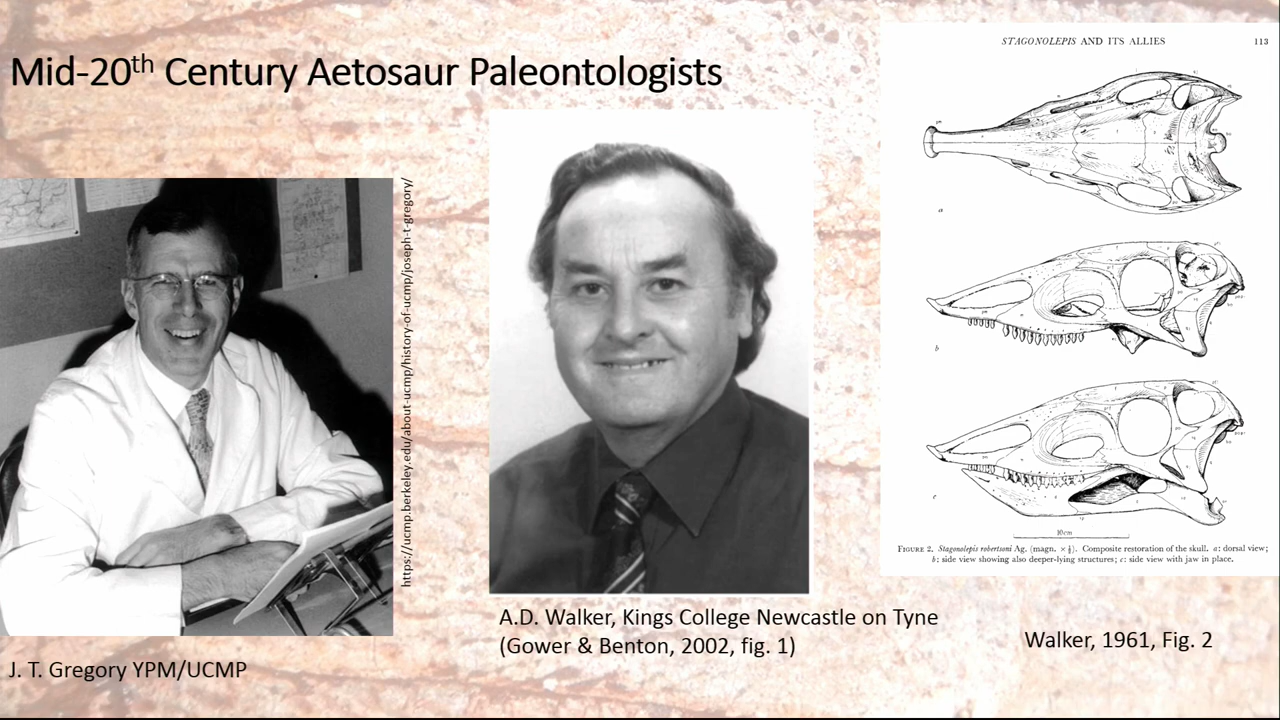 Mid-20th Century Aetosaur Paleontologists
STAGONOLEPIS AND ITS ALLIES
113
https://ucmp.berkeley.edu/about-ucmp/history-of-ucmp/joseph-t-gregory/
a
b
c
10cm
FIGURE 2. Stagonolepis robertsoni Ag. (magn. × ⅓). Composite restoration of the skull. a: dorsal view;
b: side view showing also deeper-lying structures; c: side view with jaw in place.
A.D. Walker, Kings College Newcastle on Tyne
(Gower & Benton, 2002, fig. 1)
Walker, 1961, Fig. 2
J. T. Gregory YPM/UCMP